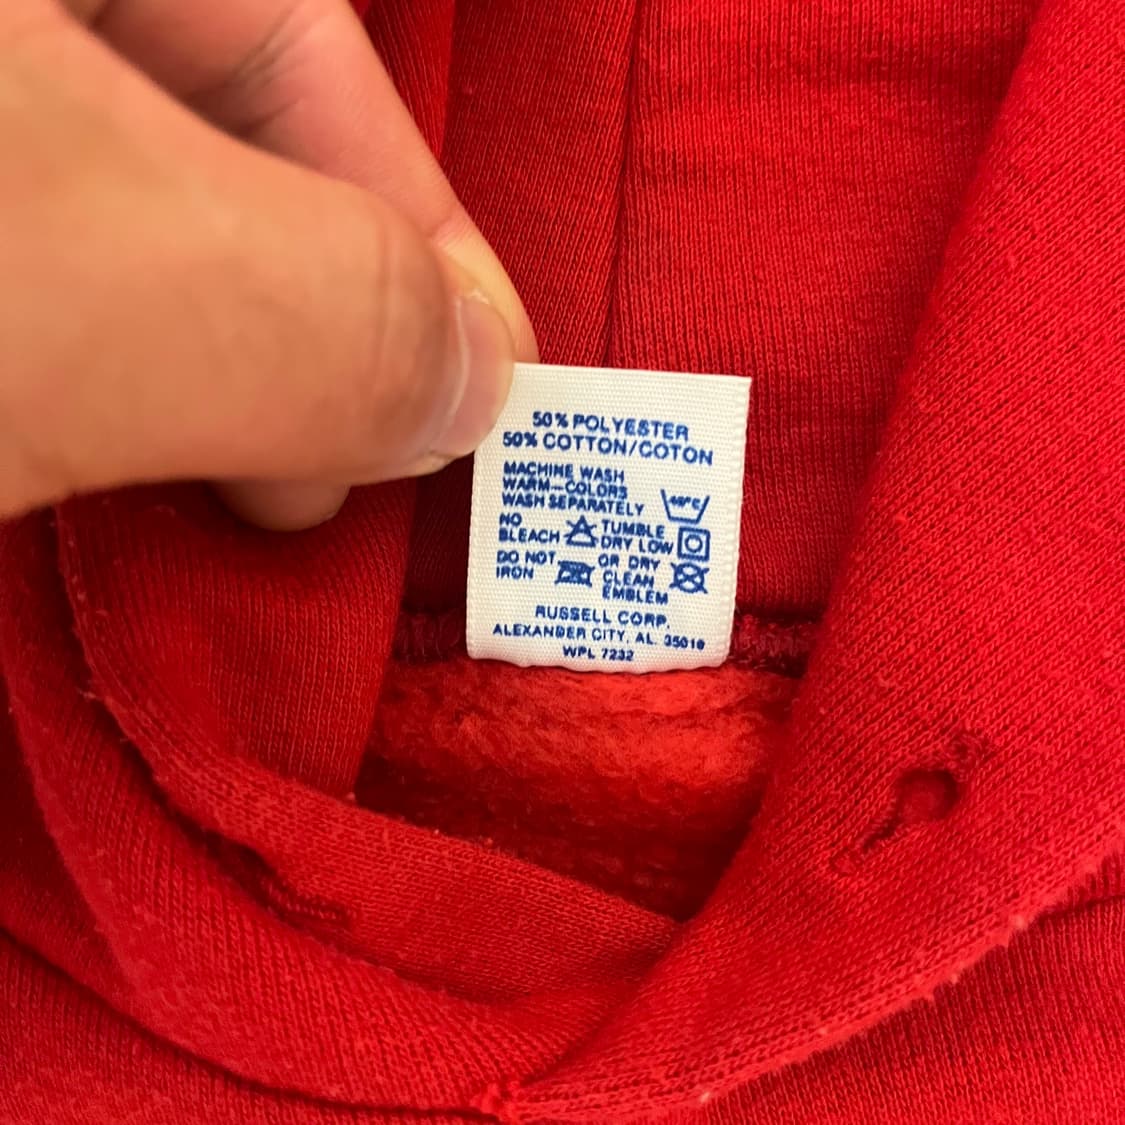 50% POLYESTER
50% COTTON/COTON
MACHINE WASH
WARM-COLORS
WASH SEPARATELY
40°C
NO
BLEACH
TUMBLE
DRY LOW
DO NOT
IRON
OR DRY
CLEAN
EMBLEM
RUSSELL CORP.
ALEXANDER CITY, AL. 35010
WPL 7232